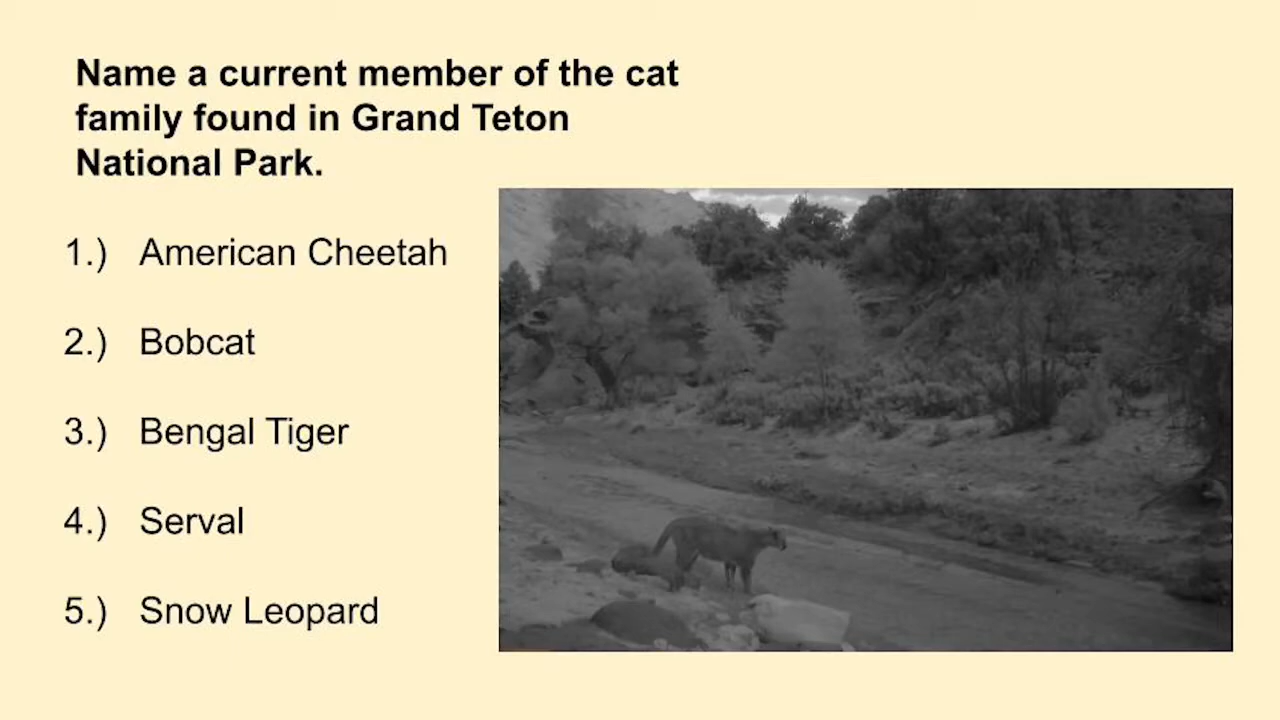 Name a current member of the cat
family found in Grand Teton
National Park.
1.) American Cheetah
2.) Bobcat
3.) Bengal Tiger
4.) Serval
5.) Snow Leopard